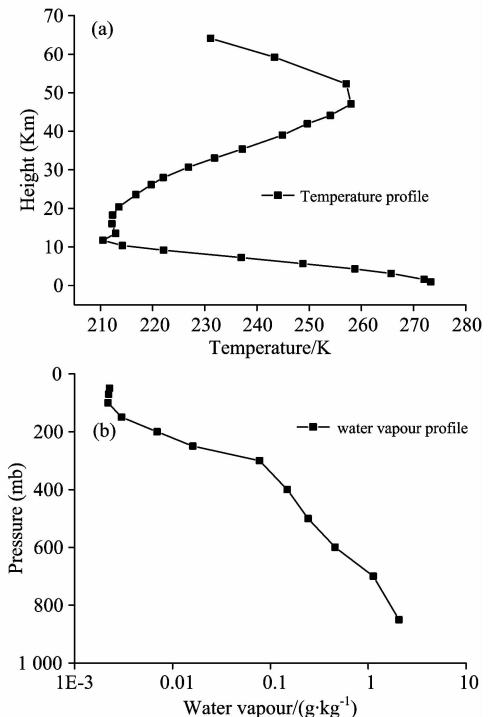 70
(a)
60
50
40
30
20
10
0
Height (Km)
Temperature profile
210 220 230 240 250 260 270 280
Temperature/K
0
200
400
600
800
1 000
Pressure (mb)
(b)
water vapour profile
1E-3 0.01 0.1 1 10
Water vapour/(g·kg-1)